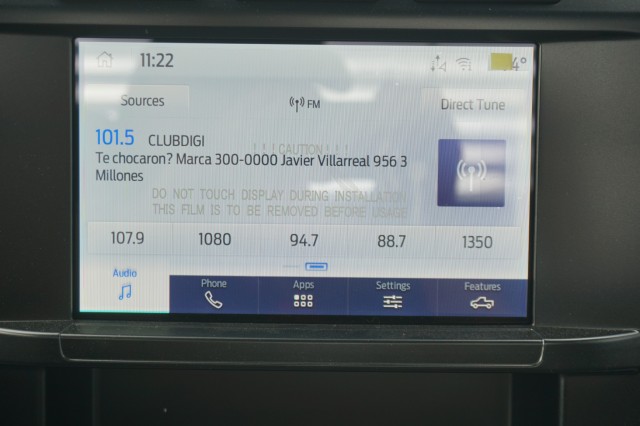 11:22
Sources
FM
Direct Tune
101.5 CLUBDIGI
! ! ! CAUTION ! ! !
Te chocaron? Marca 300-0000 Javier Villarreal 956 3
Millones
DO NOT TOUCH DISPLAY DURING INSTALLATION
THIS FILM IS TO BE REMOVED BEFORE USAGE
107.9 1080 94.7 88.7 1350
Audio Phone Apps Settings Features